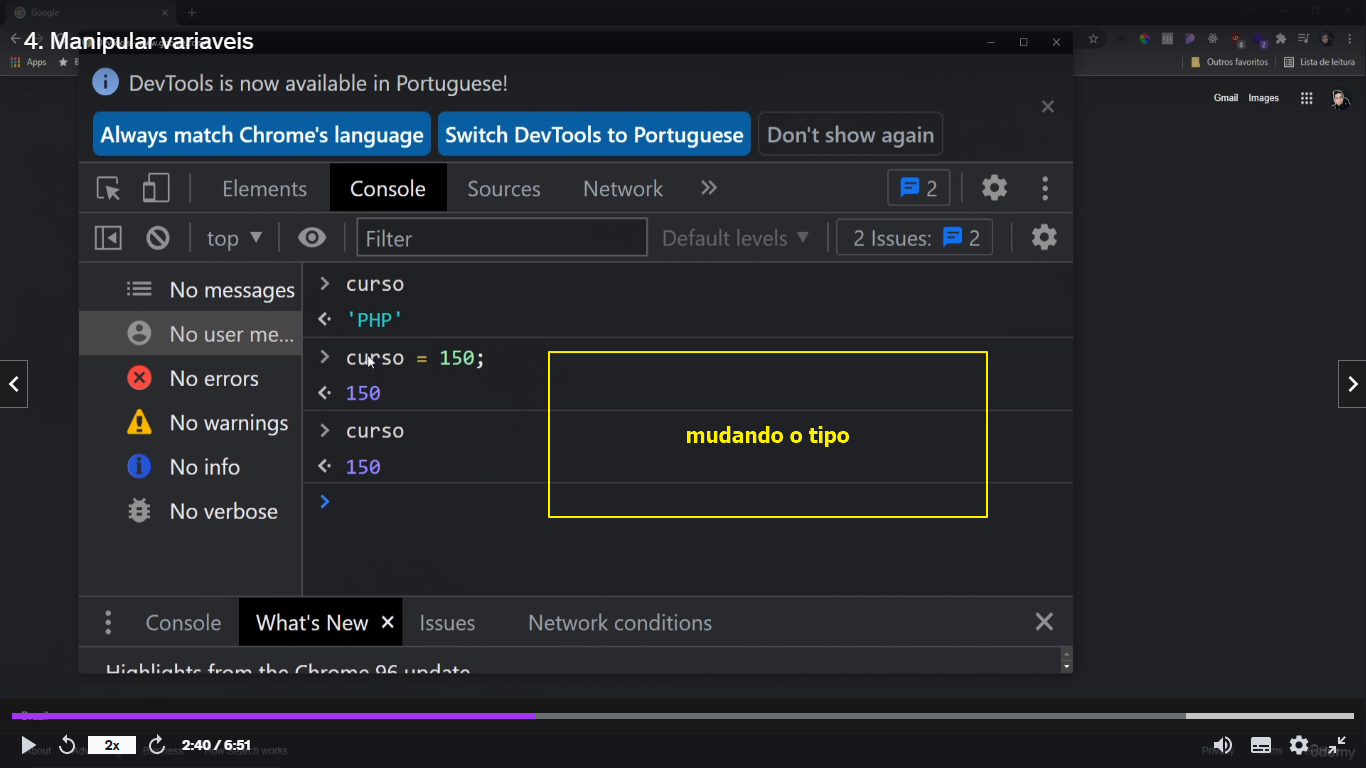 Google
4. Manipular variaveis
Apps
Outros favoritos
Lista de leitura
DevTools is now available in Portuguese!
Always match Chrome's language
Switch DevTools to Portuguese
Don't show again
Gmail
Images
Elements
Console
Sources
Network
2
top
Filter
Default levels
2 Issues:
2
No messages
No user me...
No errors
No warnings
No info
No verbose
> curso
'PHP'
> curso = 150;
150
> curso
150
>
mudando o tipo
Console
What's New
Issues
Network conditions
Highlights from the Chrome 96 update
Brazil
2x
2:40 / 6:51
udemy